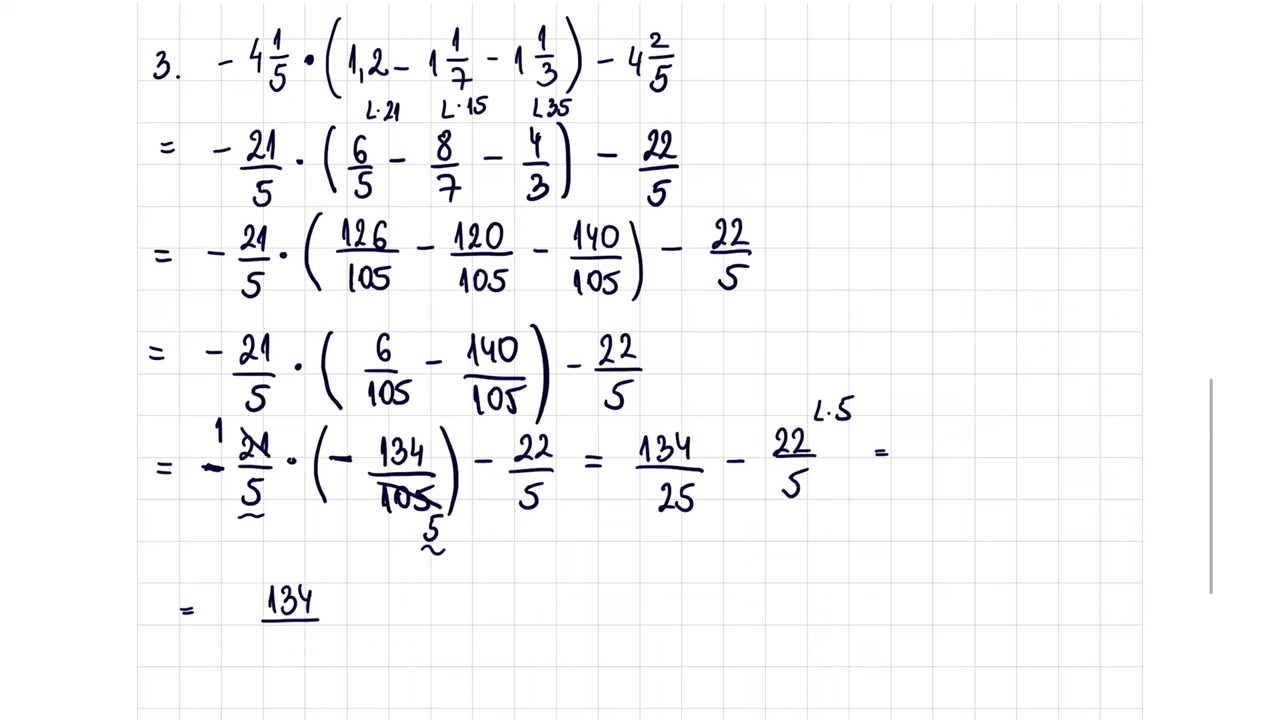 3. - 4 1/5 · (1,2 - 1 1/7 - 1 1/3) - 4 2/5
L·21 L·15 L35
= - 21/5 · (6/5 - 8/7 - 4/3) - 22/5
= - 21/5 · (126/105 - 120/105 - 140/105) - 22/5
= - 21/5 · (6/105 - 140/105) - 22/5
1 L·5
= - 21/5 · (- 134/105) - 22/5 = 134/25 - 22/5 =
5
= 134